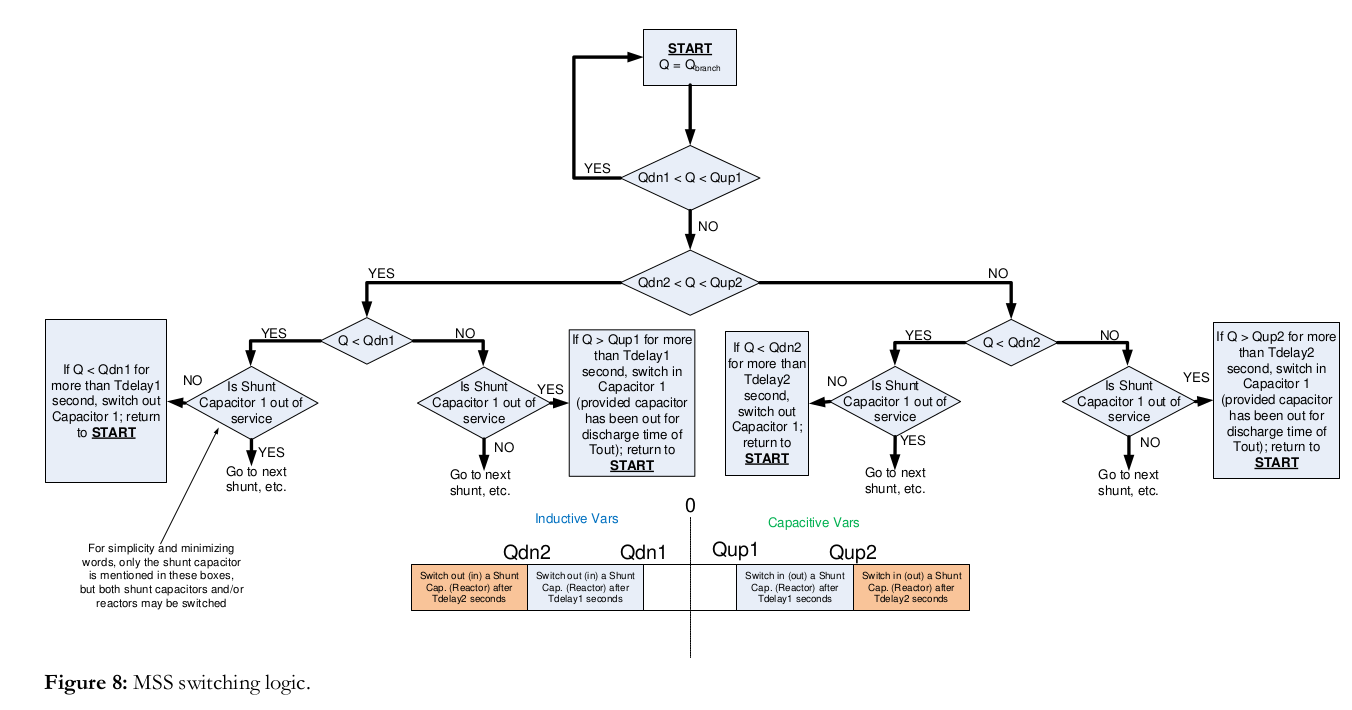 START
Q = Qbranch
YES
Qdn1 < Q < Qup1
NO
YES
Qdn2 < Q < Qup2
NO
If Q < Qdn1 for
more than Tdelay1
second, switch out
Capacitor 1; return
to START
YES
Q < Qdn1
NO
NO
Is Shunt
Capacitor 1 out of
service
YES
Go to next
shunt, etc.
Is Shunt
Capacitor 1 out of
service
YES
NO
Go to next
shunt, etc.
If Q > Qup1 for more
than Tdelay1
second, switch in
Capacitor 1
(provided capacitor
has been out for
discharge time of
Tout); return to
START
If Q < Qdn2
for more than
Tdelay2
second,
switch out
Capacitor 1;
return to
START
YES
Q < Qdn2
NO
NO
Is Shunt
Capacitor 1 out of
service
YES
Go to next
shunt, etc.
Is Shunt
Capacitor 1 out of
service
YES
NO
Go to next
shunt, etc.
If Q > Qup2 for more
than Tdelay2
second, switch in
Capacitor 1
(provided capacitor
has been out for
discharge time of
Tout); return to
START
For simplicity and minimizing
words, only the shunt capacitor
is mentioned in these boxes,
but both shunt capacitors and/or
reactors may be switched
0
Inductive Vars
Capacitive Vars
Qdn2
Qdn1
Qup1
Qup2
Switch out (in) a Shunt
Cap. (Reactor) after
Tdelay2 seconds
Switch out (in) a Shunt
Cap. (Reactor) after
Tdelay1 seconds
Switch in (out) a Shunt
Cap. (Reactor) after
Tdelay1 seconds
Switch in (out) a Shunt
Cap. (Reactor) after
Tdelay2 seconds
Figure 8: MSS switching logic.